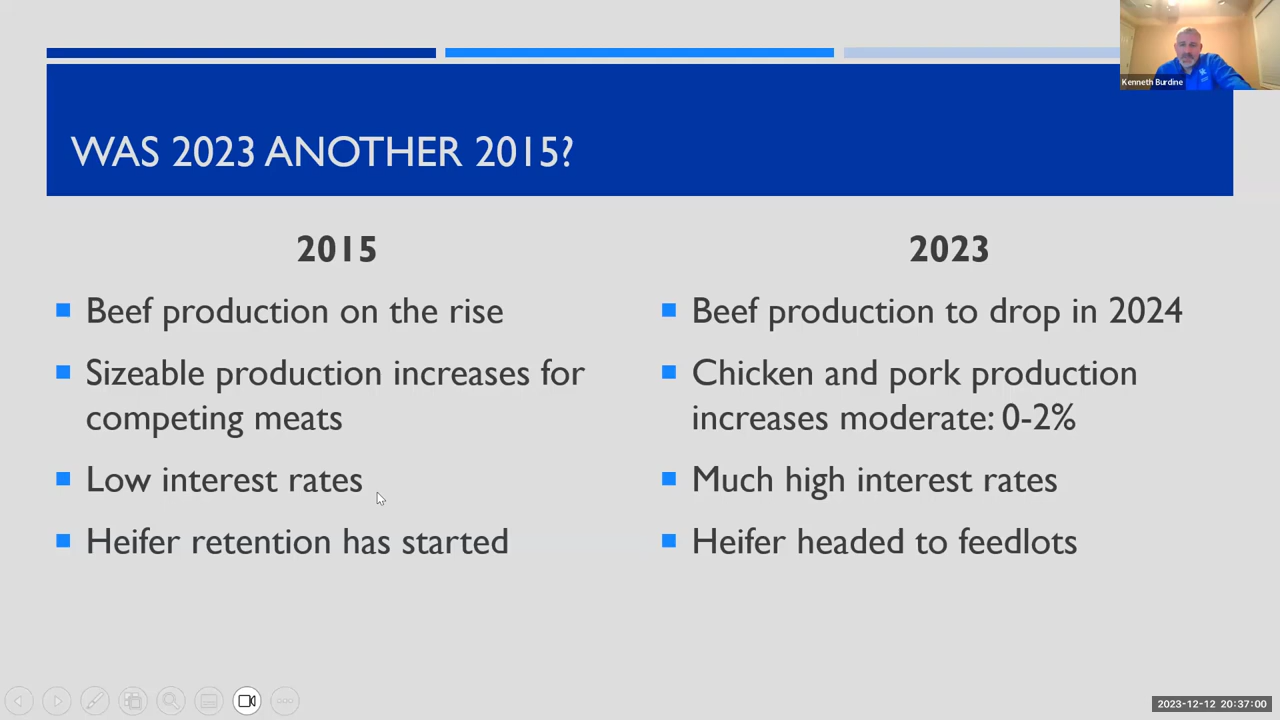 Kenneth Burdine
WAS 2023 ANOTHER 2015?
2015
Beef production on the rise
Sizeable production increases for
competing meats
Low interest rates
Heifer retention has started
2023
Beef production to drop in 2024
Chicken and pork production
increases moderate: 0-2%
Much high interest rates
Heifer headed to feedlots
2023-12-12 20:37:00